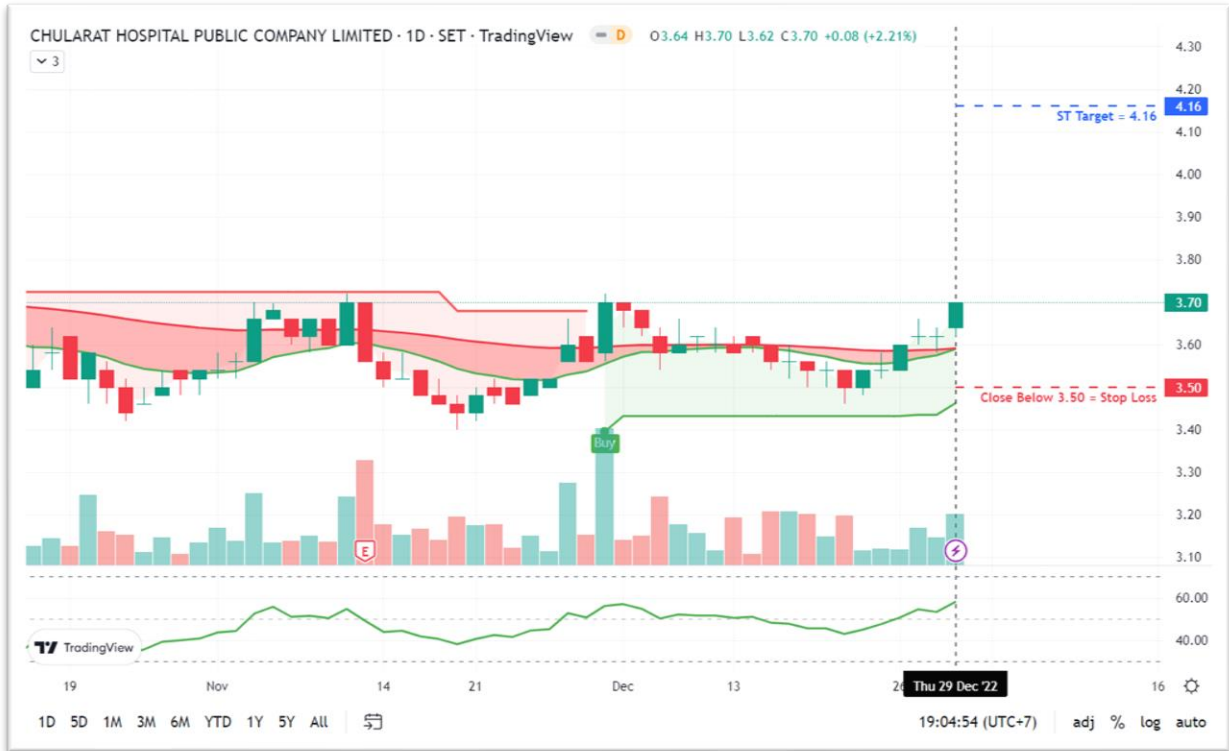 CHULARAT HOSPITAL PUBLIC COMPANY LIMITED · 1D · SET · TradingView D O3.64 H3.70 L3.62 C3.70 +0.08 (+2.21%)
3
4.30
4.20
4.16
ST Target = 4.16
4.10
4.00
3.90
3.80
3.70
3.60
3.50
Close Below 3.50 = Stop Loss
3.40
Buy
3.30
3.20
E
3.10
60.00
40.00
TradingView
19 Nov 14 21 Dec 13 Thu 29 Dec '22 16
1D 5D 1M 3M 6M YTD 1Y 5Y All 19:04:54 (UTC+7) adj % log auto